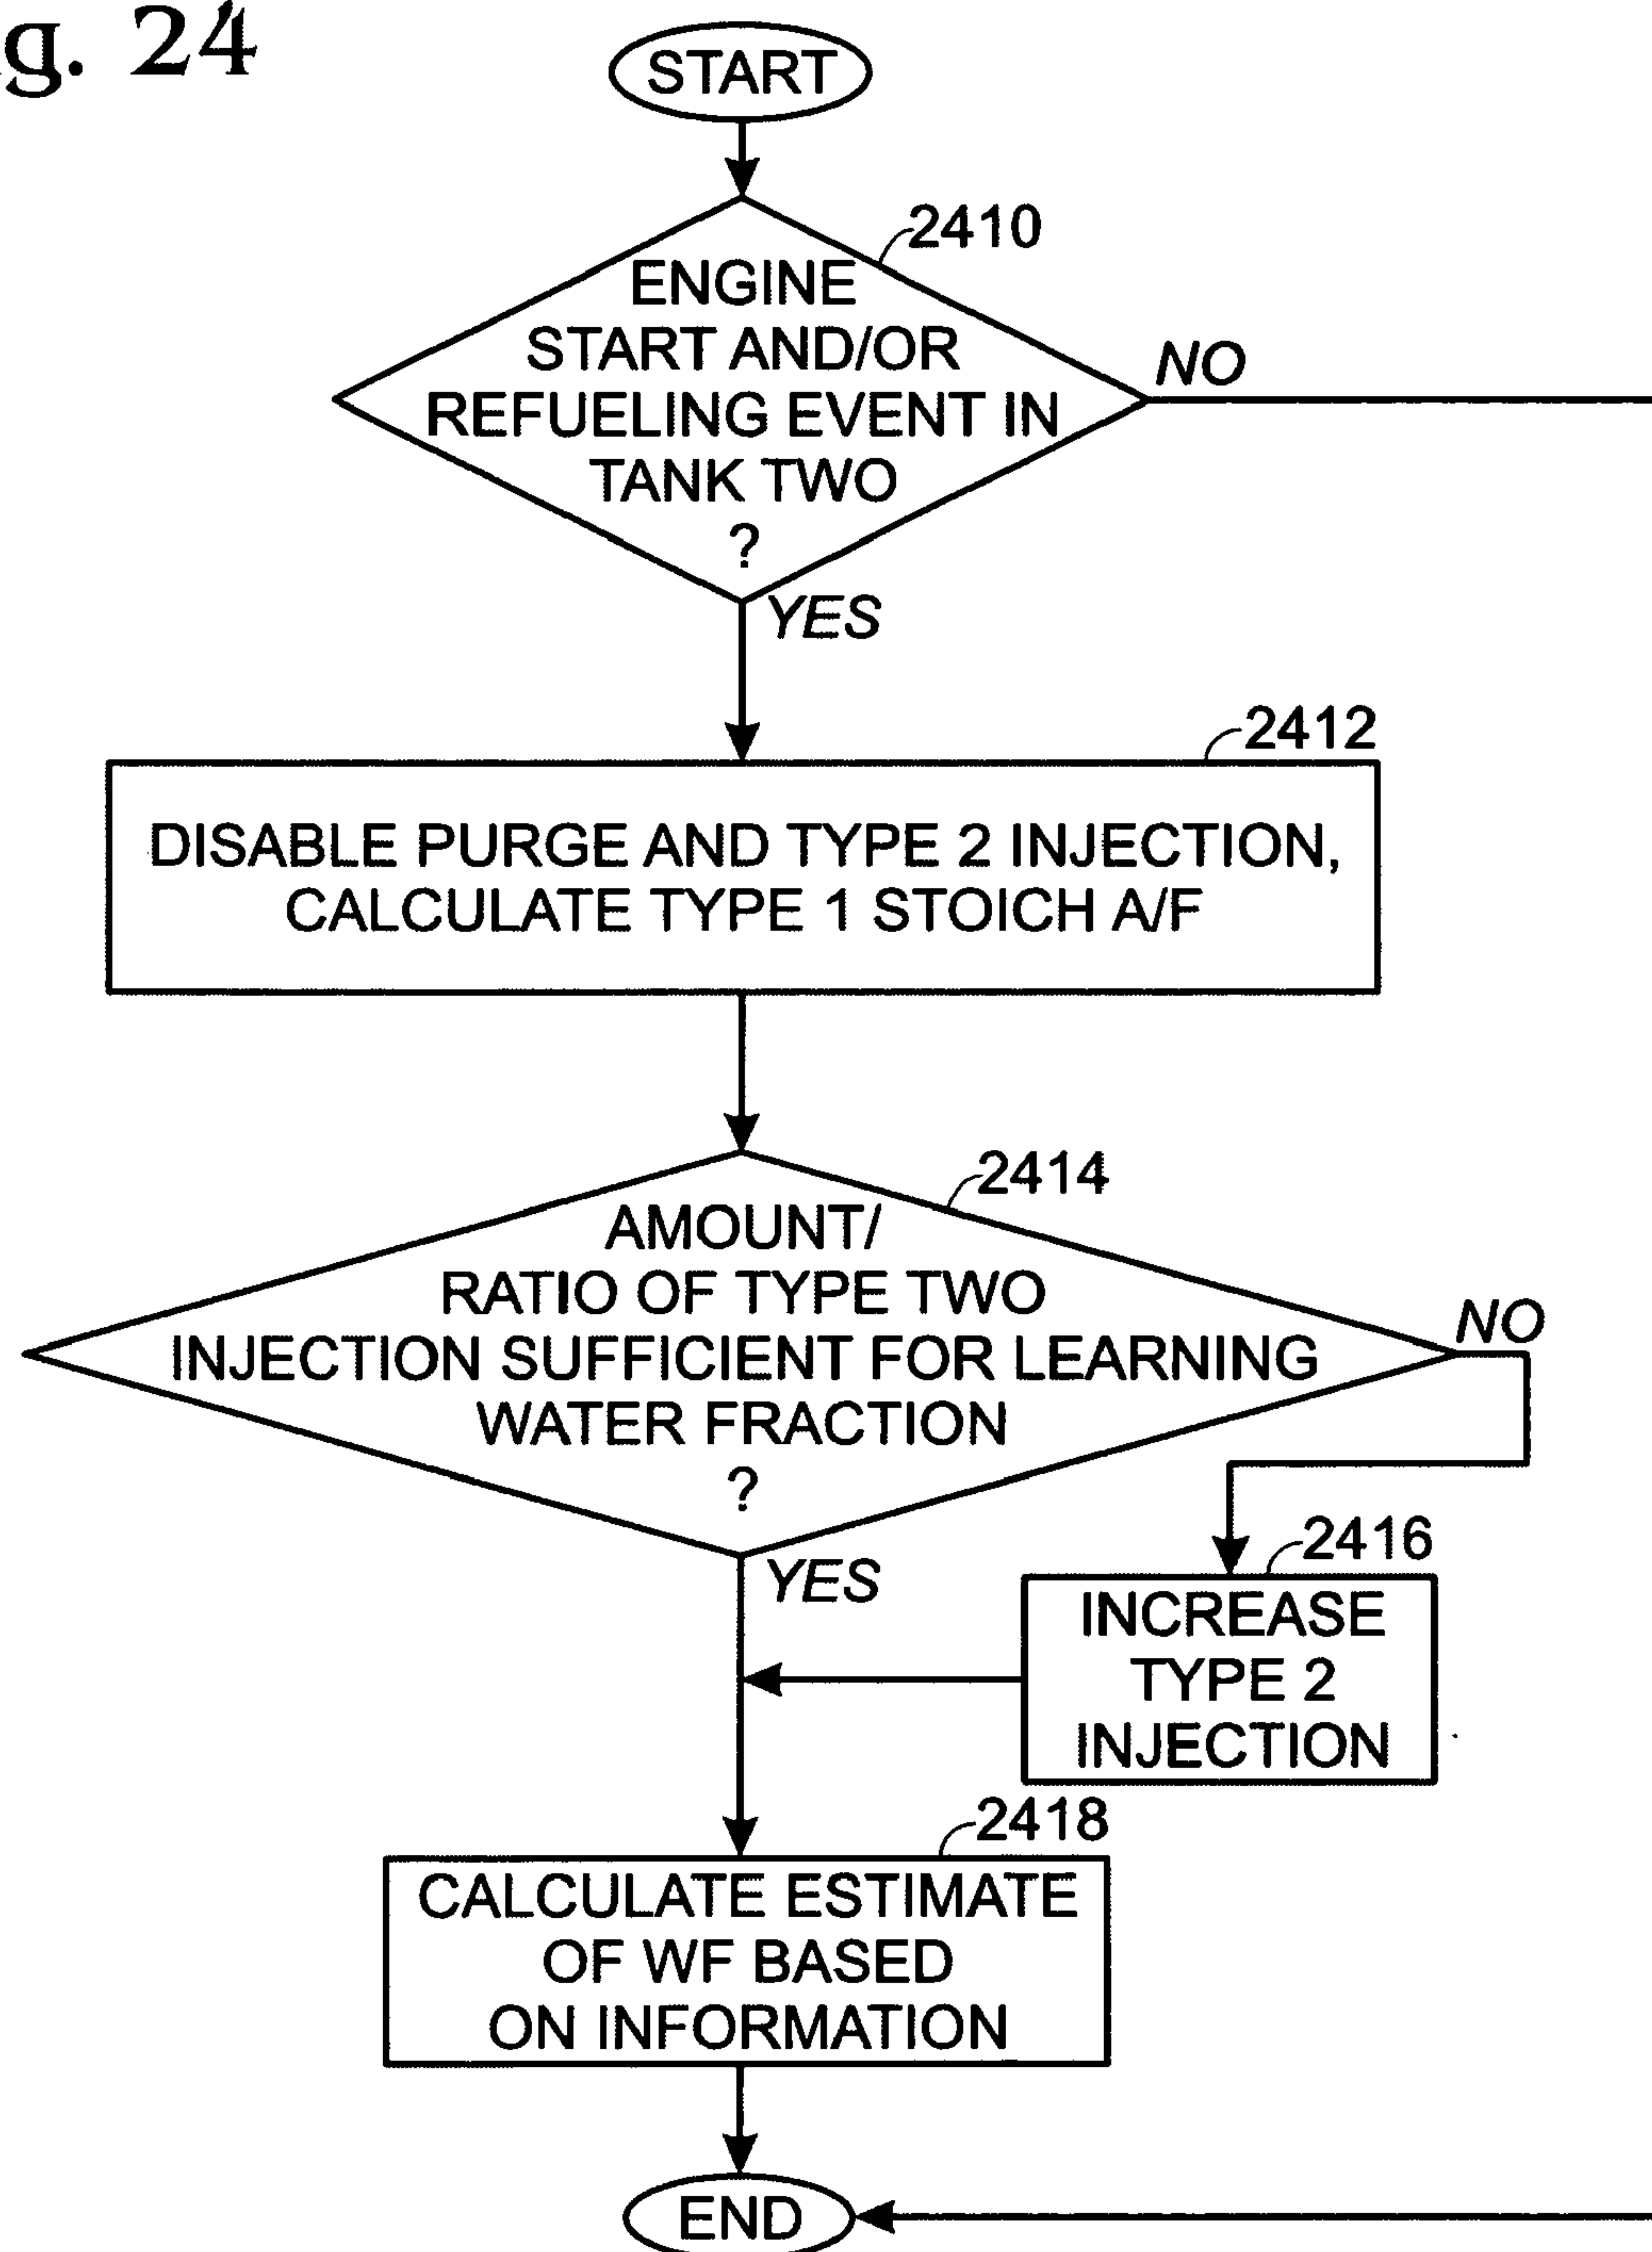 g. 24
START
2410
ENGINE
START AND/OR
REFUELING EVENT IN
TANK TWO
?
NO
YES
2412
DISABLE PURGE AND TYPE 2 INJECTION,
CALCULATE TYPE 1 STOICH A/F
2414
AMOUNT/
RATIO OF TYPE TWO
INJECTION SUFFICIENT FOR LEARNING
WATER FRACTION
?
NO
YES
2416
INCREASE
TYPE 2
INJECTION
2418
CALCULATE ESTIMATE
OF WF BASED
ON INFORMATION
END